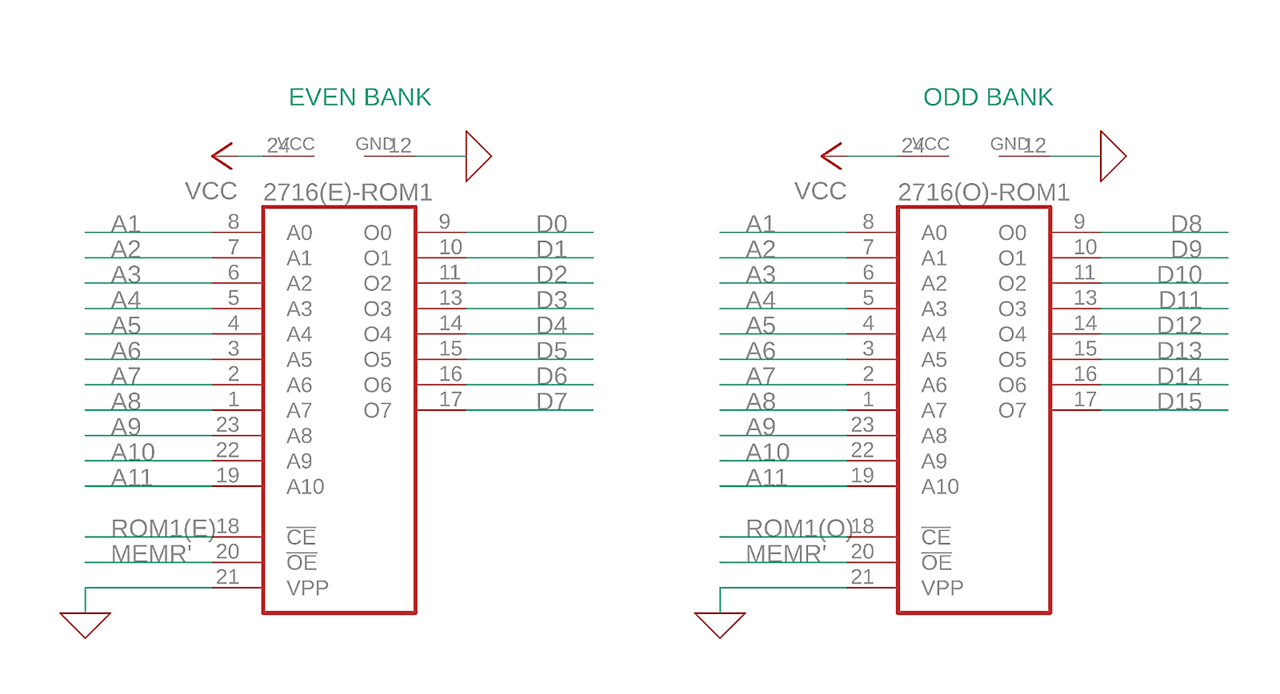 EVEN BANK ODD BANK
24 VCC GND 12 24 VCC GND 12
VCC 2716(E)-ROM1 VCC 2716(O)-ROM1
A1 8 A0 O0 9 D0 A1 8 A0 O0 9 D8
A2 7 A1 O1 10 D1 A2 7 A1 O1 10 D9
A3 6 A2 O2 11 D2 A3 6 A2 O2 11 D10
A4 5 A3 O3 13 D3 A4 5 A3 O3 13 D11
A5 4 A4 O4 14 D4 A5 4 A4 O4 14 D12
A6 3 A5 O5 15 D5 A6 3 A5 O5 15 D13
A7 2 A6 O6 16 D6 A7 2 A6 O6 16 D14
A8 1 A7 O7 17 D7 A8 1 A7 O7 17 D15
A9 23 A8 A9 23 A8
A10 22 A9 A10 22 A9
A11 19 A10 A11 19 A10
ROM1(E) 18 CE ROM1(O) 18 CE
MEMR' 20 OE MEMR' 20 OE
21 VPP 21 VPP